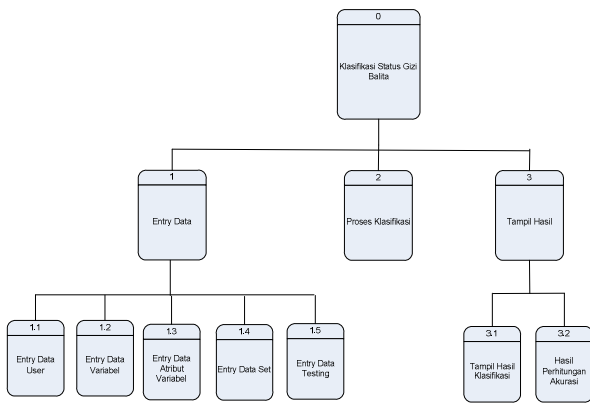 0
Klasifikasi Status Gizi
Balita
1
Entry Data
2
Proses Klasifikasi
3
Tampil Hasil
1.1
Entry Data
User
1.2
Entry Data
Variabel
1.3
Entry Data
Atribut
Variabel
1.4
Entry Data Set
1.5
Entry Data
Testing
3.1
Tampil Hasil
Klasifikasi
3.2
Hasil
Perhitungan
Akurasi